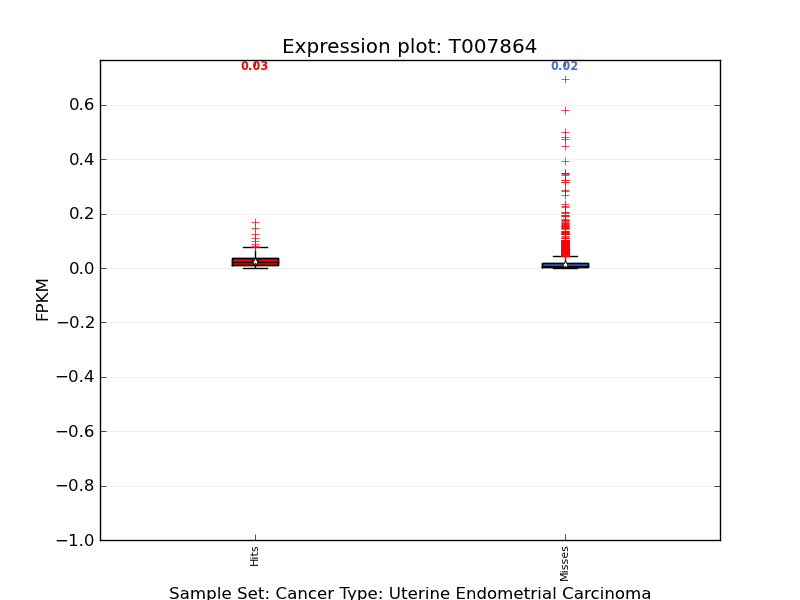 Expression plot: T007864
0.03
0.02
0.6
0.4
0.2
0.0
−0.2
−0.4
−0.6
−0.8
−1.0
FPKM
Hits
Misses
Sample Set: Cancer Type: Uterine Endometrial Carcinoma